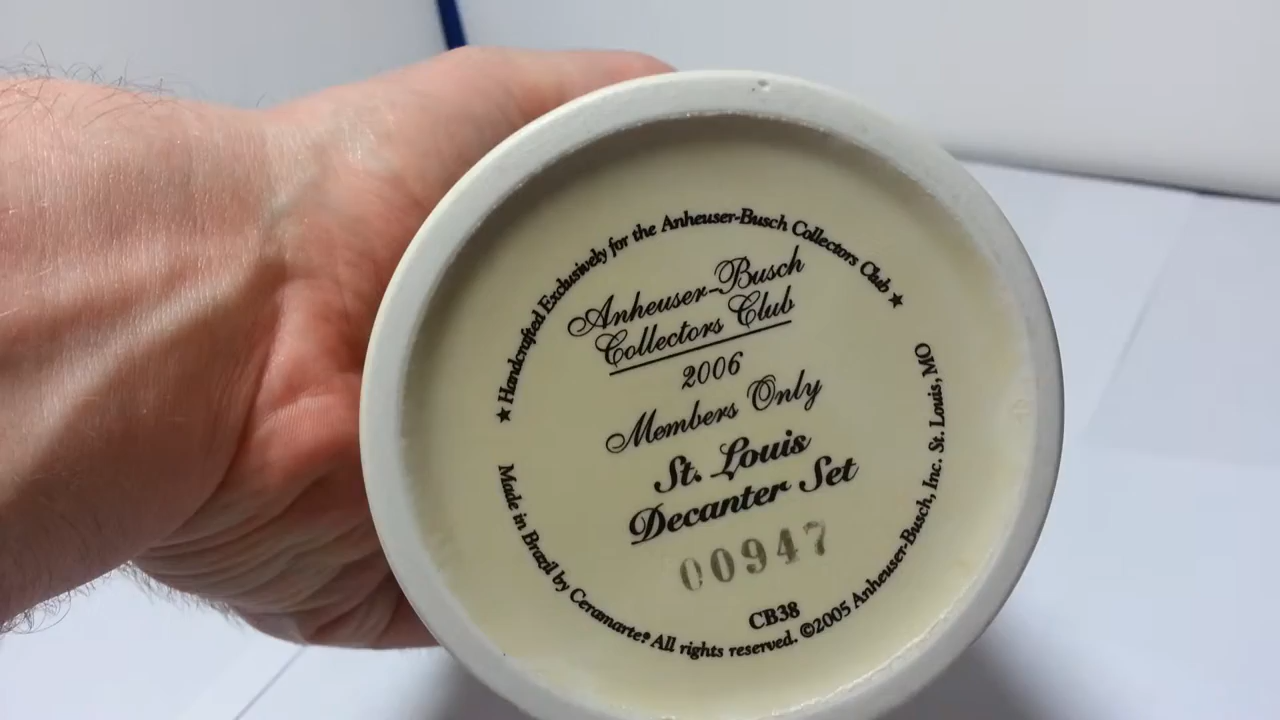 ★ Handcrafted Exclusively for the Anheuser-Busch Collectors Club ★
Anheuser-Busch
Collectors Club
2006
Members Only
St. Louis
Decanter Set
00947
CB38
Made in Brazil by Ceramarte® All rights reserved. ©2005 Anheuser-Busch, Inc. St. Louis, MO